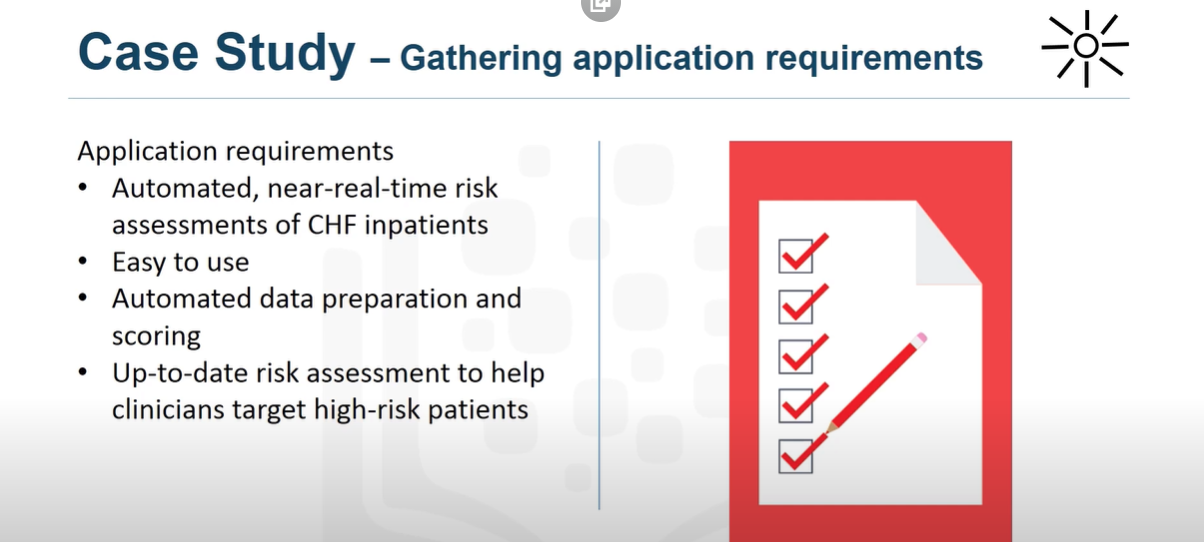 Case Study – Gathering application requirements
Application requirements
• Automated, near-real-time risk
assessments of CHF inpatients
• Easy to use
• Automated data preparation and
scoring
• Up-to-date risk assessment to help
clinicians target high-risk patients